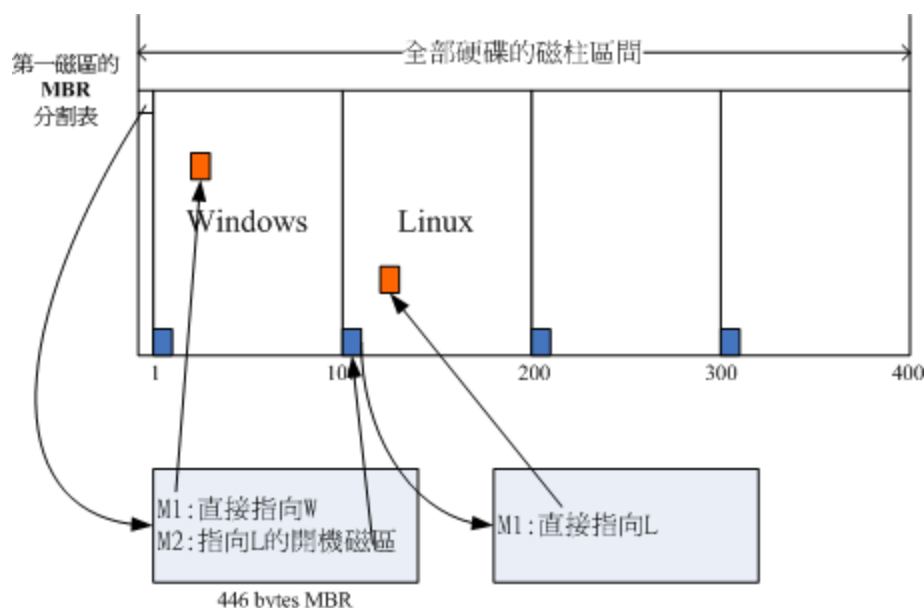 全部硬碟的磁柱區間
第一磁區的
MBR
分割表
Windows
Linux
1
100
200
300
400
M1:直接指向W
M2:指向L的開機磁區
M1:直接指向L
446 bytes MBR